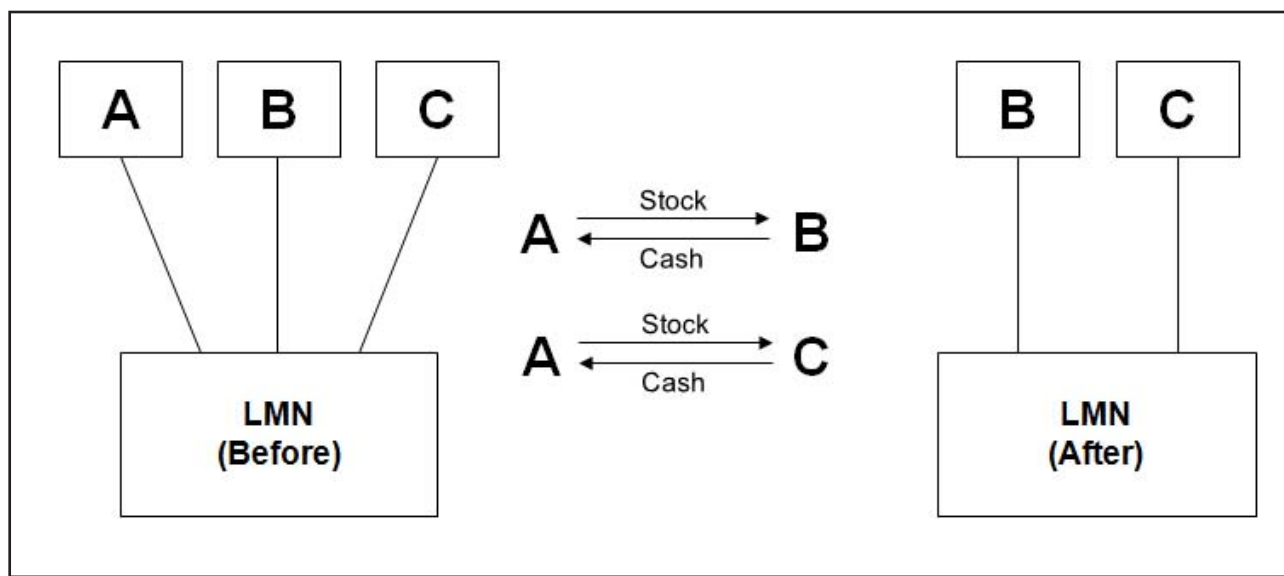 A B C
B C
Stock
A B
Cash
Stock
A C
Cash
LMN
(Before)
LMN
(After)